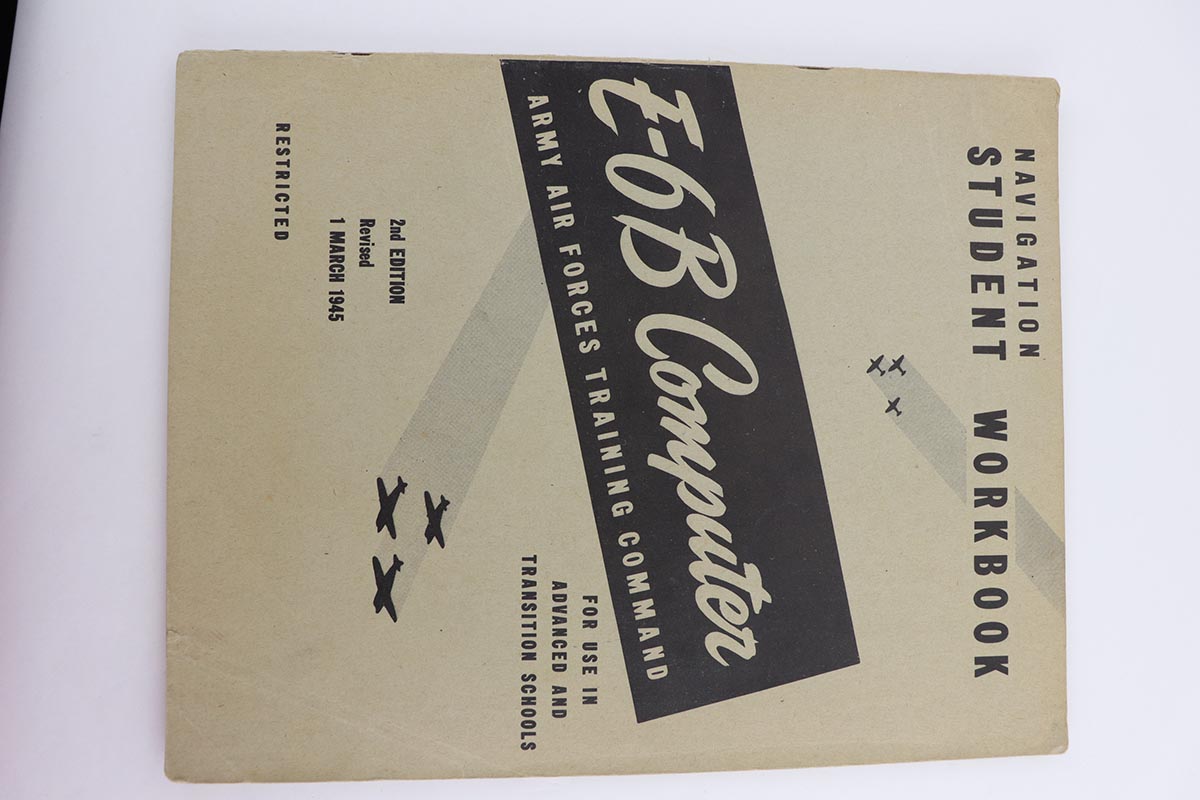 NAVIGATION
STUDENT WORKBOOK
E-6B Computer
ARMY AIR FORCES TRAINING COMMAND
FOR USE IN
ADVANCED AND
TRANSITION SCHOOLS
2nd EDITION
Revised
1 MARCH 1945
RESTRICTED